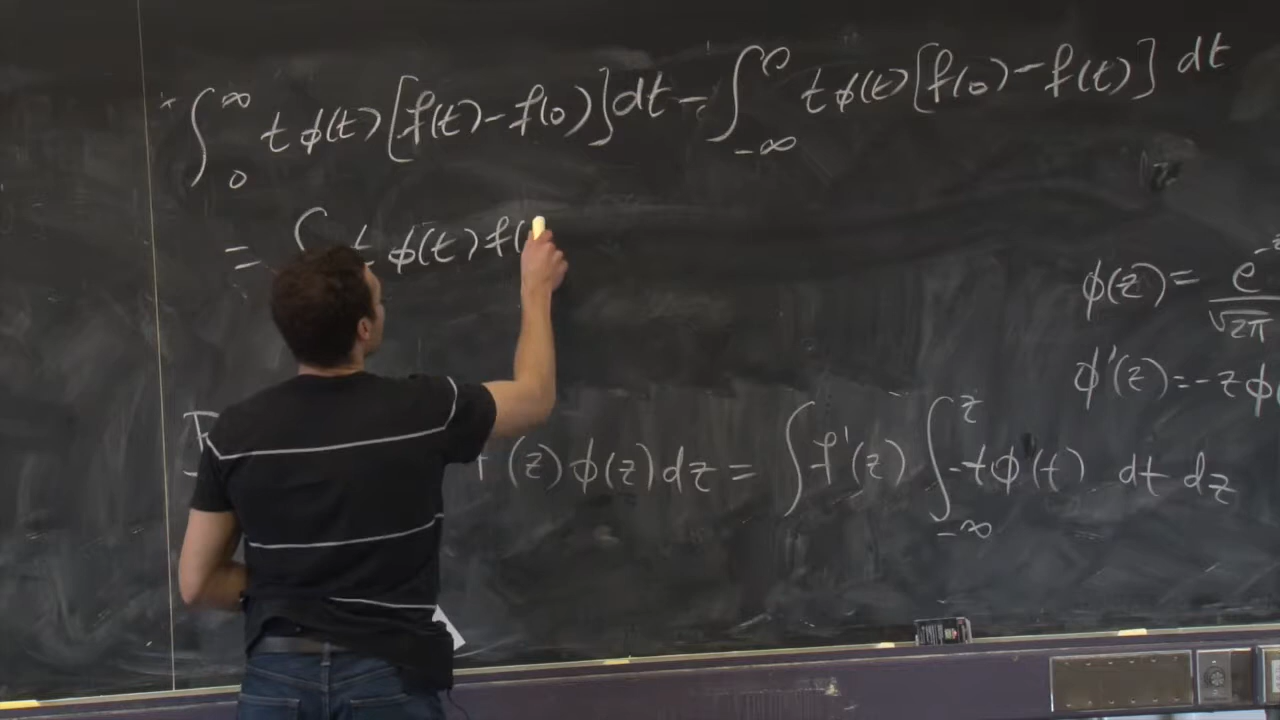 ∫₀^∞ tϕ(t)[f(t)-f(0)]dt - ∫_{-∞}^0 tϕ(t)[f(0)-f(t)] dt
= ∫ t ϕ(t) f(
ϕ(z)= e^- / √2π
ϕ'(z)=-zϕ(
(z)ϕ(z)dz = ∫f'(z) ∫_{-∞}^z -tϕ(t) dt dz